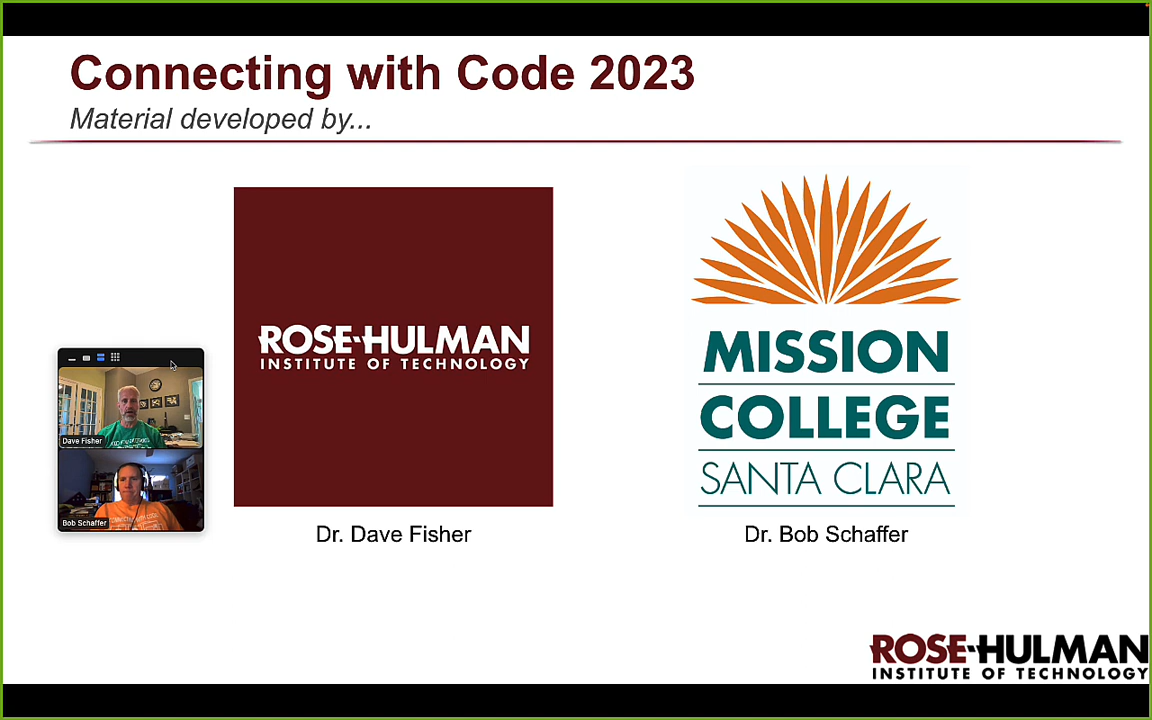 Connecting with Code 2023
Material developed by...
ROSE-HULMAN
INSTITUTE OF TECHNOLOGY
MISSION
COLLEGE
SANTA CLARA
Dave Fisher
Bob Schaffer
Dr. Dave Fisher
Dr. Bob Schaffer
ROSE-HULMAN
INSTITUTE OF TECHNOLOGY